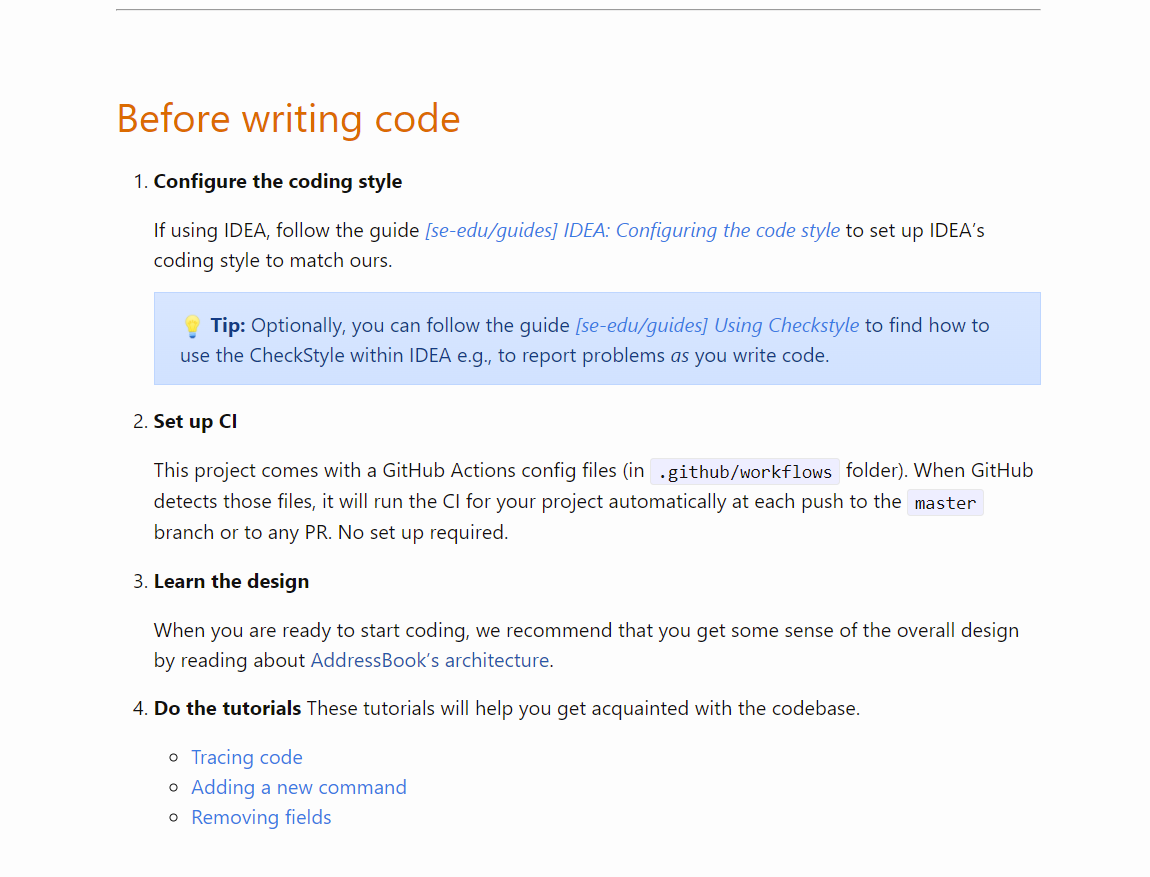 Before writing code
1. Configure the coding style
If using IDEA, follow the guide [se-edu/guides] IDEA: Configuring the code style to set up IDEA’s
coding style to match ours.
💡 Tip: Optionally, you can follow the guide [se-edu/guides] Using Checkstyle to find how to
use the CheckStyle within IDEA e.g., to report problems as you write code.
2. Set up CI
This project comes with a GitHub Actions config files (in .github/workflows folder). When GitHub
detects those files, it will run the CI for your project automatically at each push to the master
branch or to any PR. No set up required.
3. Learn the design
When you are ready to start coding, we recommend that you get some sense of the overall design
by reading about AddressBook’s architecture.
4. Do the tutorials These tutorials will help you get acquainted with the codebase.
Tracing code
Adding a new command
Removing fields